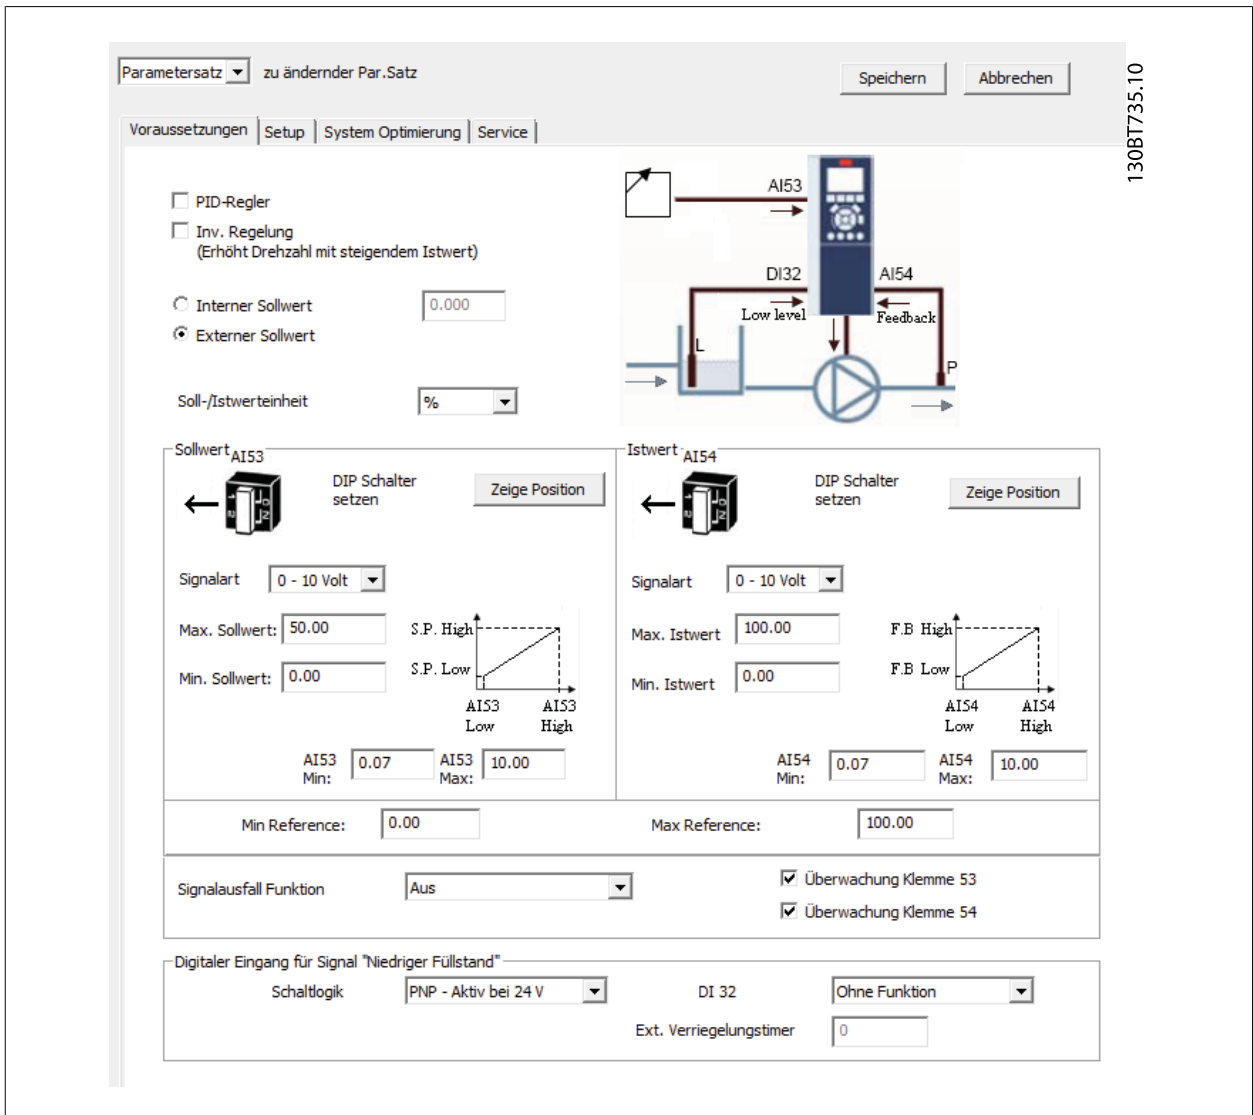 Parametersatz zu ändernder Par.Satz
Speichern Abbrechen
130BT735.10
Voraussetzungen Setup System Optimierung Service
PID-Regler
Inv. Regelung
(Erhöht Drehzahl mit steigendem Istwert)
Interner Sollwert 0.000
Externer Sollwert
Soll-/Istwerteinheit %
AI53
DI32 AI54
Low level Feedback
L
P
Sollwert AI53
DIP Schalter
setzen
Zeige Position
Signalart 0 - 10 Volt
Max. Sollwert: 50.00
Min. Sollwert: 0.00
S.P. High
S.P. Low
AI53 AI53
Low High
AI53
Min: 0.07
AI53
Max: 10.00
Istwert AI54
DIP Schalter
setzen
Zeige Position
Signalart 0 - 10 Volt
Max. Istwert 100.00
Min. Istwert 0.00
F.B High
F.B Low
AI54 AI54
Low High
AI54
Min: 0.07
AI54
Max: 10.00
Min Reference: 0.00 Max Reference: 100.00
Signalausfall Funktion Aus
Überwachung Klemme 53
Überwachung Klemme 54
Digitaler Eingang für Signal "Niedriger Füllstand"
Schaltlogik PNP - Aktiv bei 24 V DI 32 Ohne Funktion
Ext. Verriegelungstimer 0